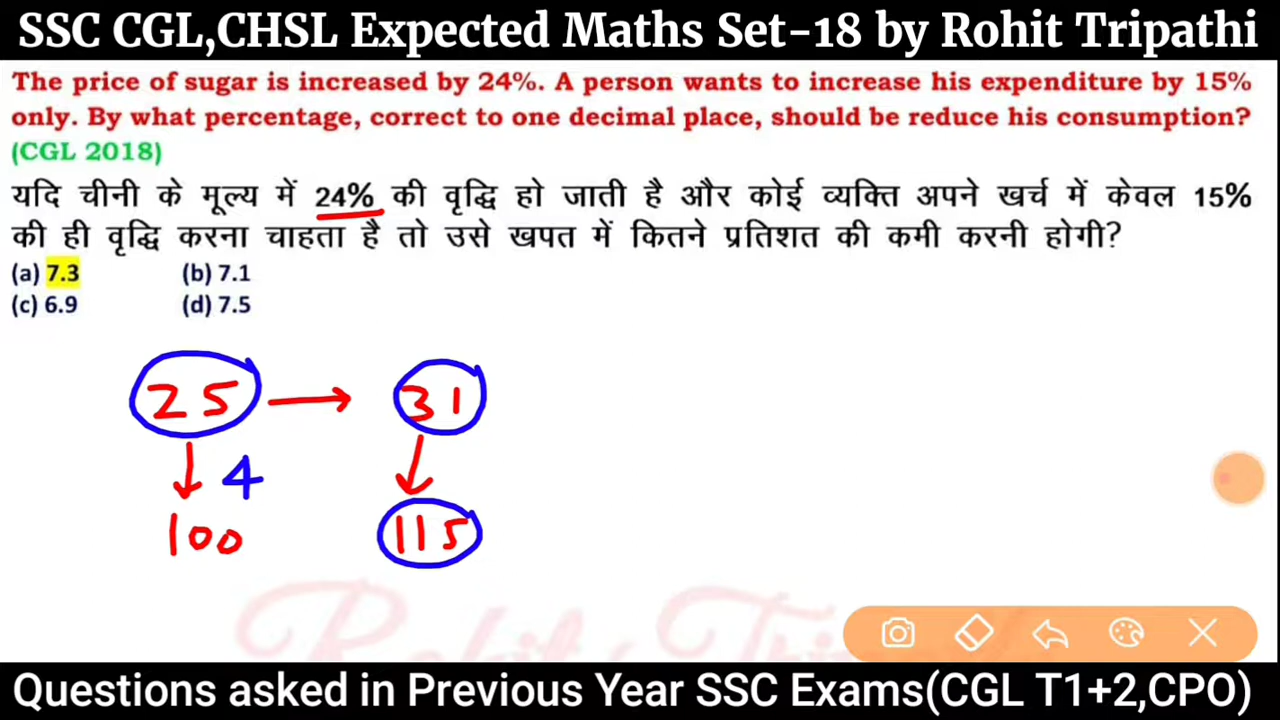 SSC CGL,CHSL Expected Maths Set-18 by Rohit Tripathi
The price of sugar is increased by 24%. A person wants to increase his expenditure by 15%
only. By what percentage, correct to one decimal place, should be reduce his consumption?
(CGL 2018)
यदि चीनी के मूल्य में 24% की वृद्धि हो जाती है और कोई व्यक्ति अपने खर्च में केवल 15%
की ही वृद्धि करना चाहता है तो उसे खपत में कितने प्रतिशत की कमी करनी होगी?
(a) 7.3 (b) 7.1
(c) 6.9 (d) 7.5
25 → 31
↓ 4 ↓
100 115
Rohit Tripathi
Questions asked in Previous Year SSC Exams(CGL T1+2,CPO)